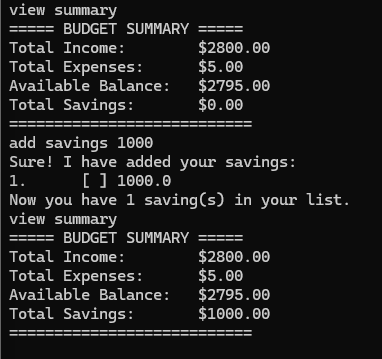 view summary
===== BUDGET SUMMARY =====
Total Income:        $2800.00
Total Expenses:      $5.00
Available Balance:   $2795.00
Total Savings:       $0.00
===========================
add savings 1000
Sure! I have added your savings:
1.      [ ] 1000.0
Now you have 1 saving(s) in your list.
view summary
===== BUDGET SUMMARY =====
Total Income:        $2800.00
Total Expenses:      $5.00
Available Balance:   $2795.00
Total Savings:       $1000.00
===========================